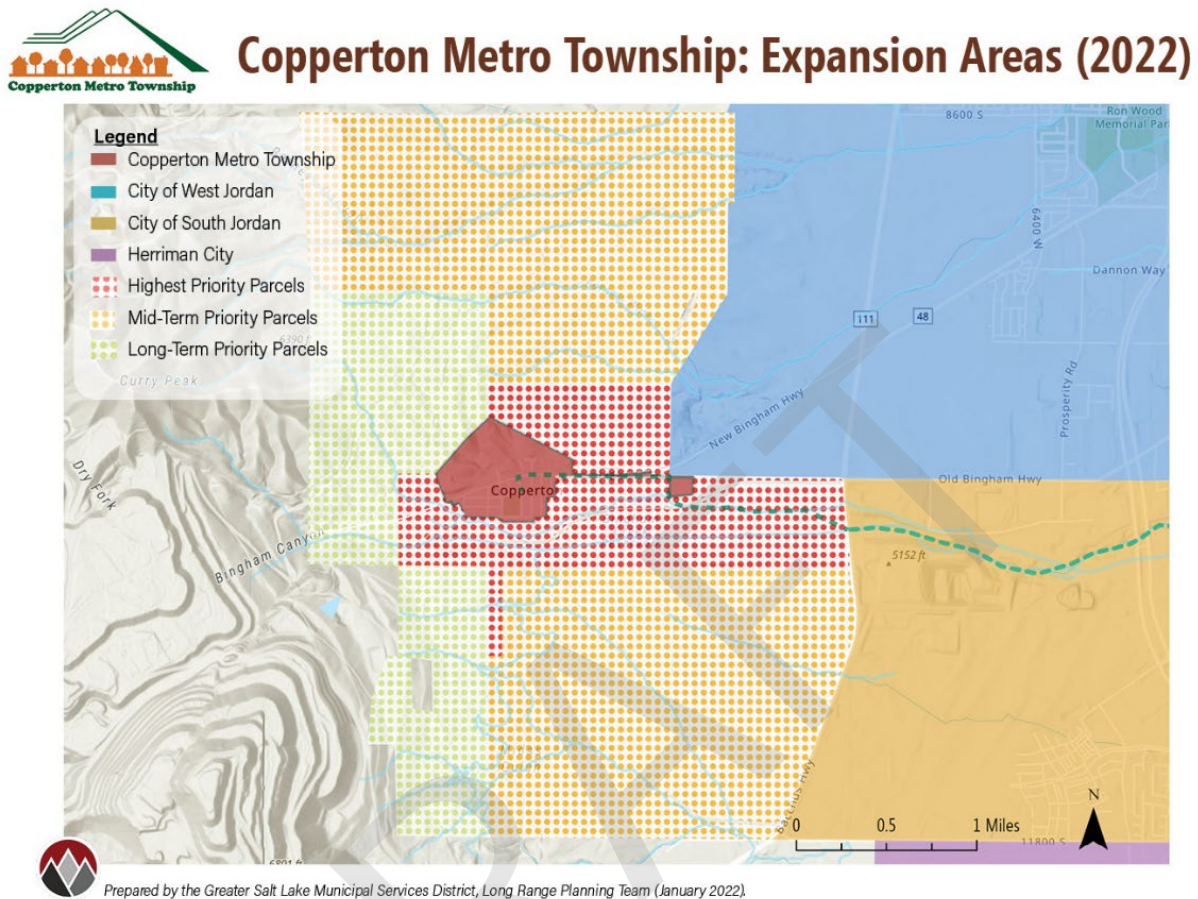 Copperton Metro Township
Copperton Metro Township: Expansion Areas (2022)
Legend
Copperton Metro Township
City of West Jordan
City of South Jordan
Herriman City
Highest Priority Parcels
Mid-Term Priority Parcels
Long-Term Priority Parcels
8600 S
Ron Wood
Memorial Par
6400 W
Dannon Way
111
48
6390 f
Curry Peak
Prosperity Rd
New Bingham Hwy
Dry Fork
Copperto
Old Bingham Hwy
Bingham Canyon
5152 ft
Bacchus Hwy
N
0 0.5 1 Miles
11800 S
6801 ft
Prepared by the Greater Salt Lake Municipal Services District, Long Range Planning Team (January 2022).